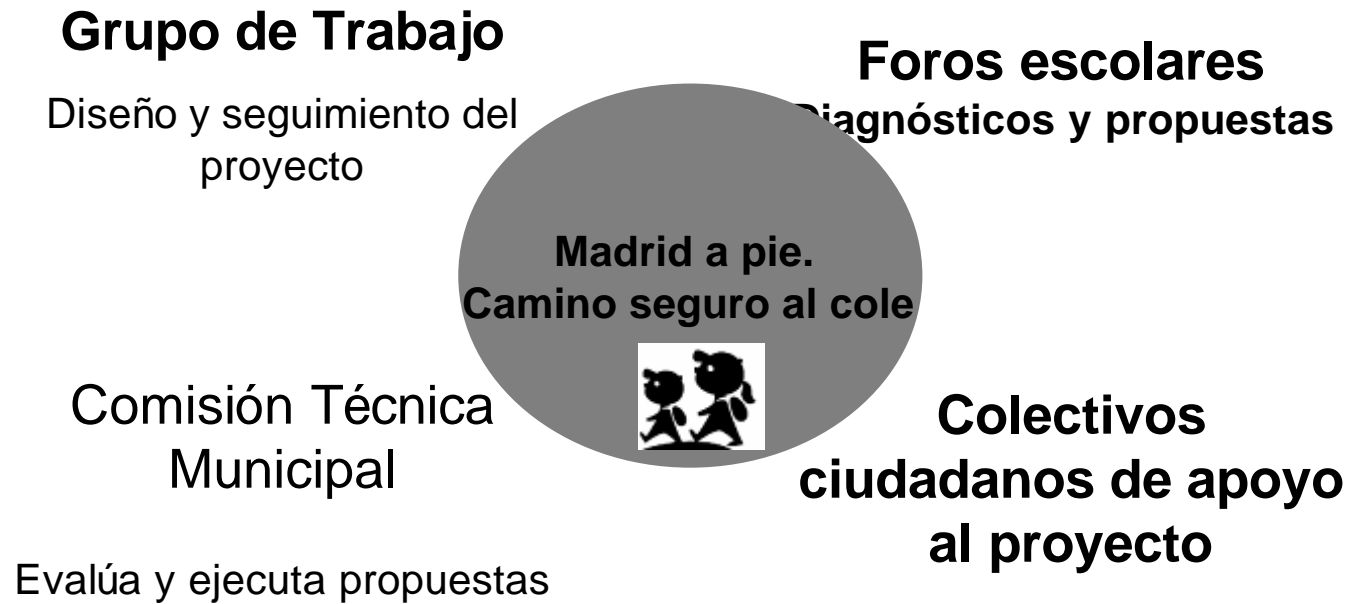 Grupo de Trabajo
Diseño y seguimiento del
proyecto
Foros escolares
Diagnósticos y propuestas
Madrid a pie.
Camino seguro al cole
Comisión Técnica
Municipal
Evalúa y ejecuta propuestas
Colectivos
ciudadanos de apoyo
al proyecto